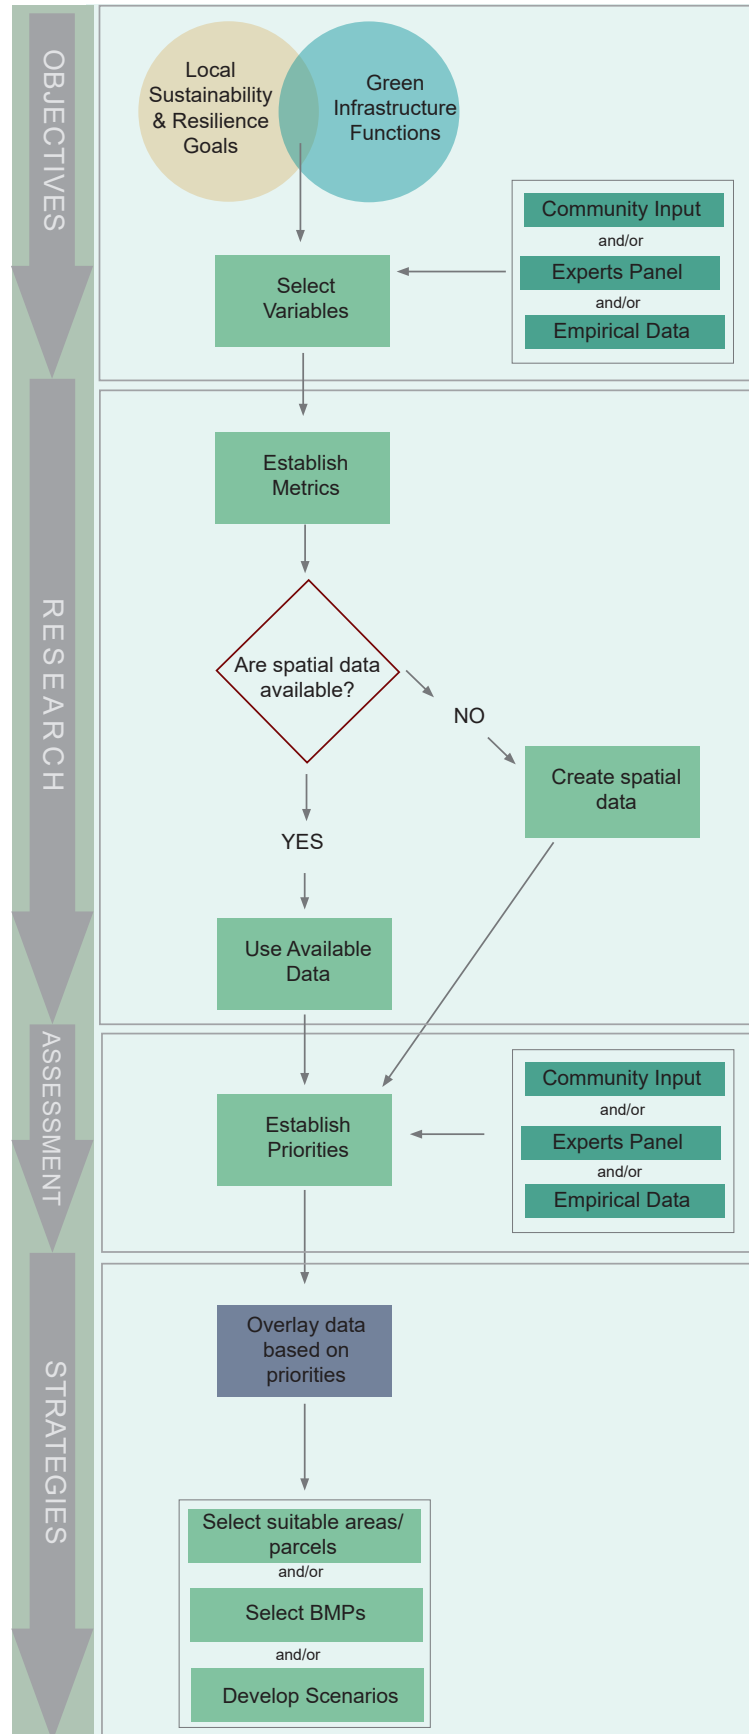 OBJECTIVES
Local
Sustainability
& Resilience
Goals
Green
Infrastructure
Functions
Community Input
and/or
Experts Panel
and/or
Empirical Data
Select
Variables
RESEARCH
Establish
Metrics
Are spatial data
available?
NO
Create spatial
data
YES
Use Available
Data
ASSESSMENT
Community Input
and/or
Experts Panel
and/or
Empirical Data
Establish
Priorities
STRATEGIES
Overlay data
based on
priorities
Select suitable areas/
parcels
and/or
Select BMPs
and/or
Develop Scenarios